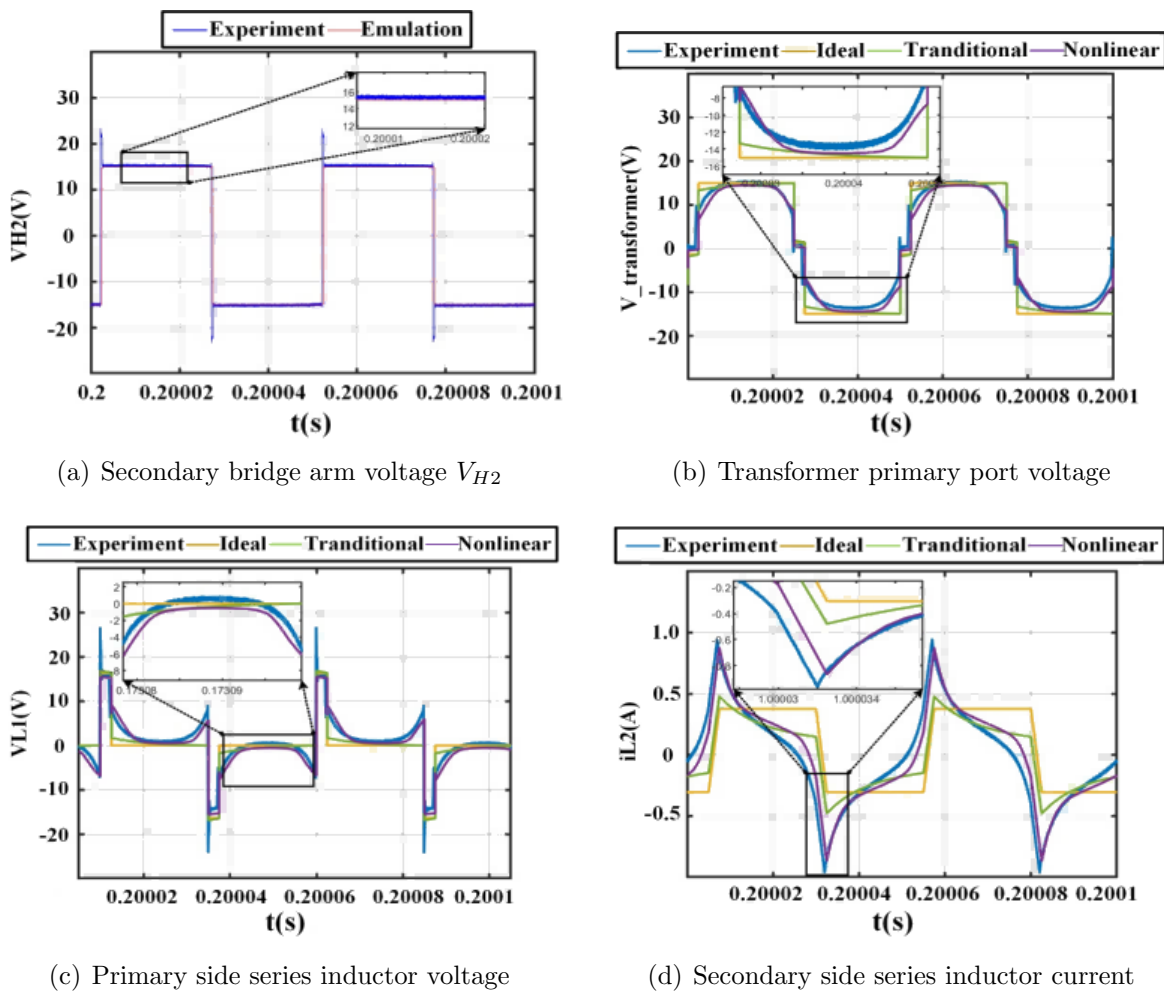 Experiment Emulation
30
20
10
0
-10
-20
VH2(V)
16
14
12
0.20001 0.20002
0.2 0.20002 0.20004 0.20006 0.20008 0.2001
t(s)
(a) Secondary bridge arm voltage V_{H2}
Experiment Ideal Tranditional Nonlinear
30
20
10
0
-10
-20
V_transformer(V)
-8
-10
-12
-14
-16
0.20004
0.20002 0.20004 0.20006 0.20008 0.2001
t(s)
(b) Transformer primary port voltage
Experiment Ideal Tranditional Nonlinear
30
20
10
0
-10
-20
VL1(V)
2
0
-2
-4
-6
-8
0.17308 0.17309
0.20002 0.20004 0.20006 0.20008 0.2001
t(s)
(c) Primary side series inductor voltage
Experiment Ideal Tranditional Nonlinear
1.0
0.5
0
-0.5
iL2(A)
-0.2
-0.4
-0.6
1.00003 1.000034
0.20002 0.20004 0.20006 0.20008 0.2001
t(s)
(d) Secondary side series inductor current